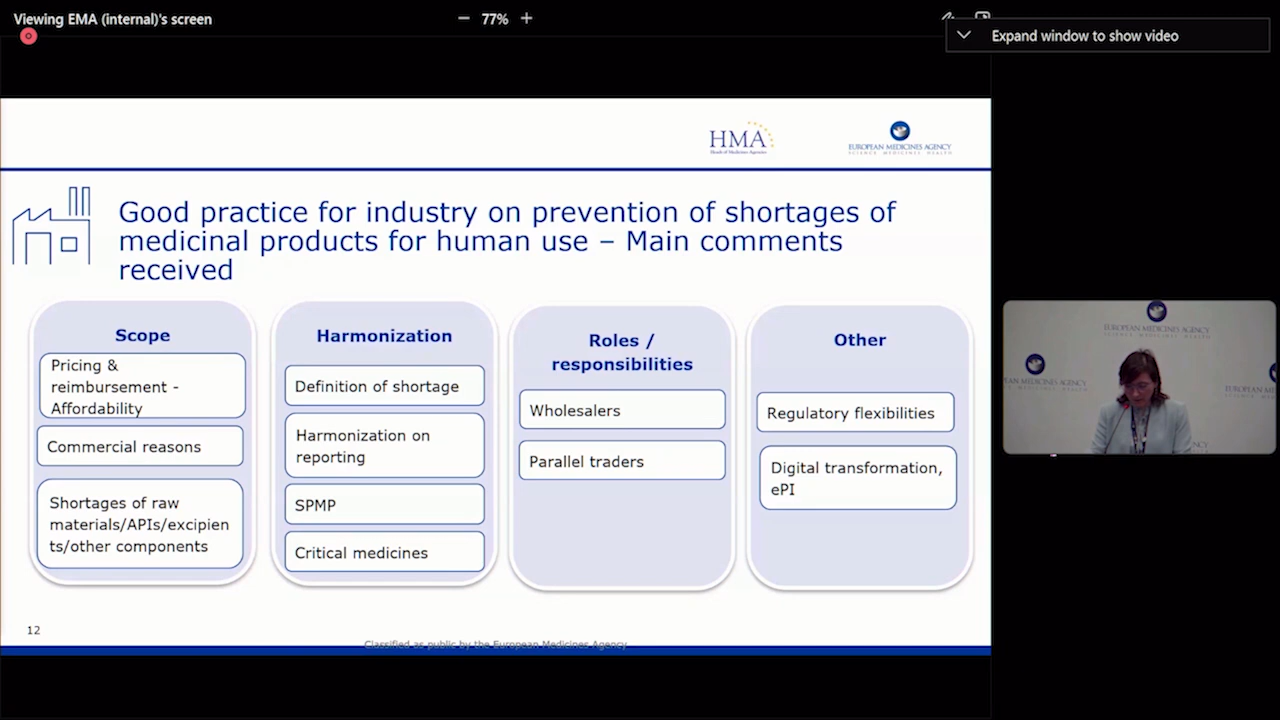 Viewing EMA (internal)'s screen
77%
Expand window to show video
HMA
Heads of Medicines Agencies
EUROPEAN MEDICINES AGENCY
SCIENCE MEDICINES HEALTH
Good practice for industry on prevention of shortages of
medicinal products for human use – Main comments
received
Scope
Pricing &
reimbursement -
Affordability
Commercial reasons
Shortages of raw
materials/APIs/excipien
ts/other components
Harmonization
Definition of shortage
Harmonization on
reporting
SPMP
Critical medicines
Roles /
responsibilities
Wholesalers
Parallel traders
Other
Regulatory flexibilities
Digital transformation,
ePI
12
Classified as public by the European Medicines Agency
EUROPEAN MEDICINES AGENCY